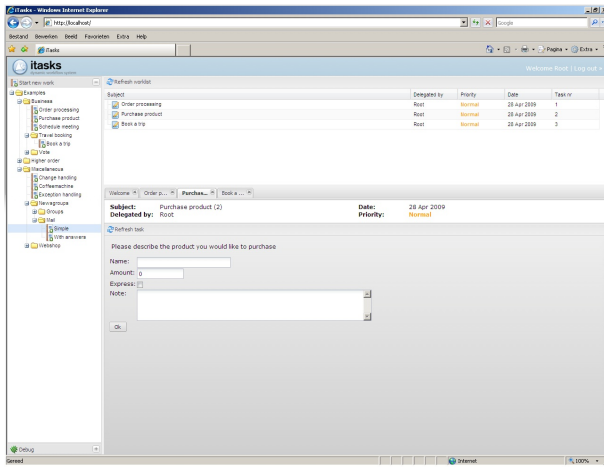 iTasks - Windows Internet Explorer
http://localhost/
Google
Bestand Bewerken Beeld Favorieten Extra Help
iTasks
Pagina Extra
itasks
dynamic workflow system
Welcome Root | Log out »
Start new work
Refresh worklist
Examples
Business
Order processing
Purchase product
Schedule meeting
Travel booking
Book a trip
Vote
Higher order
Miscellaneous
Change handling
Coffeemachine
Exception handling
Newsgroups
Groups
Mail
Simple
With answers
Webshop
Subject Delegated by Priority Date Task nr
Order processing Root Normal 28 Apr 2009 1
Purchase product Root Normal 28 Apr 2009 2
Book a trip Root Normal 28 Apr 2009 3
Welcome Order p... Purchas... Book a ...
Subject: Purchase product (2) Date: 28 Apr 2009
Delegated by: Root Priority: Normal
Refresh task
Please describe the product you would like to purchase
Name:
Amount: 0
Express:
Note:
Ok
Debug
Gereed Internet 100%